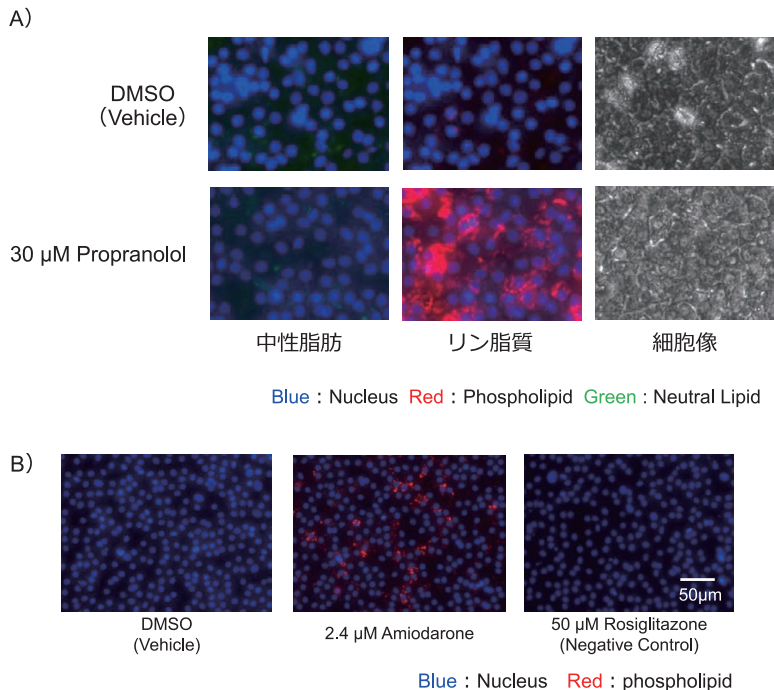 A）
DMSO
（Vehicle）
30 μM Propranolol
中性脂肪
リン脂質
細胞像
Blue：Nucleus Red：Phospholipid Green : Neutral Lipid
B）
50μm
DMSO
(Vehicle)
2.4 μM Amiodarone
50 μM Rosiglitazone
(Negative Control)
Blue：Nucleus Red：phospholipid